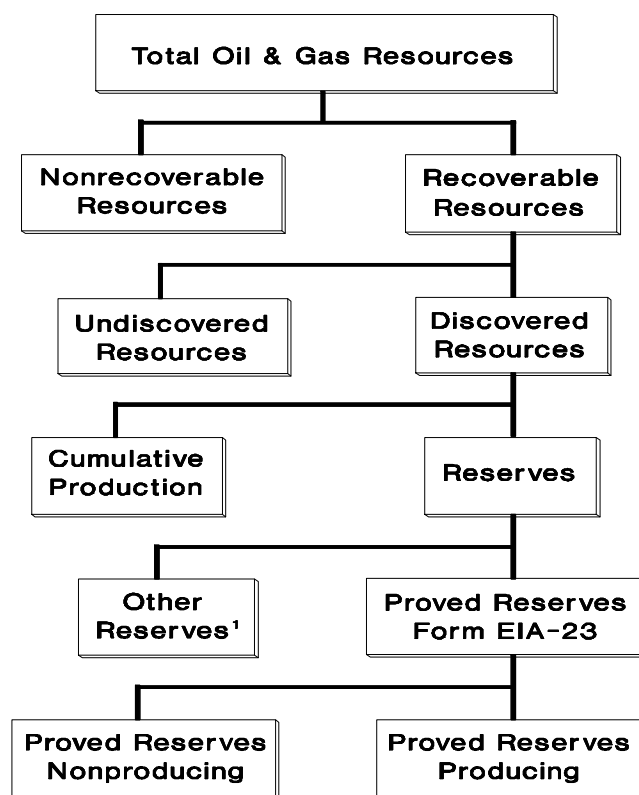 Total Oil & Gas Resources
Nonrecoverable
Resources
Recoverable
Resources
Undiscovered
Resources
Discovered
Resources
Cumulative
Production
Reserves
Other
Reserves¹
Proved Reserves
Form EIA-23
Proved Reserves
Nonproducing
Proved Reserves
Producing